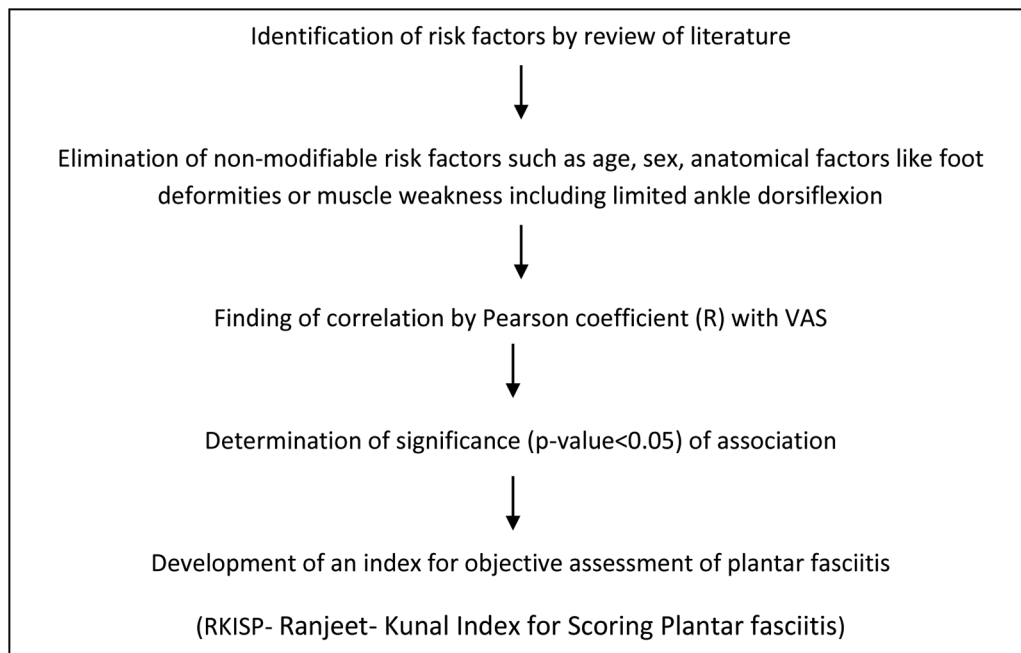 Identification of risk factors by review of literature
Elimination of non-modifiable risk factors such as age, sex, anatomical factors like foot
deformities or muscle weakness including limited ankle dorsiflexion
Finding of correlation by Pearson coefficient (R) with VAS
Determination of significance (p-value<0.05) of association
Development of an index for objective assessment of plantar fasciitis
(RKISP- Ranjeet- Kunal Index for Scoring Plantar fasciitis)